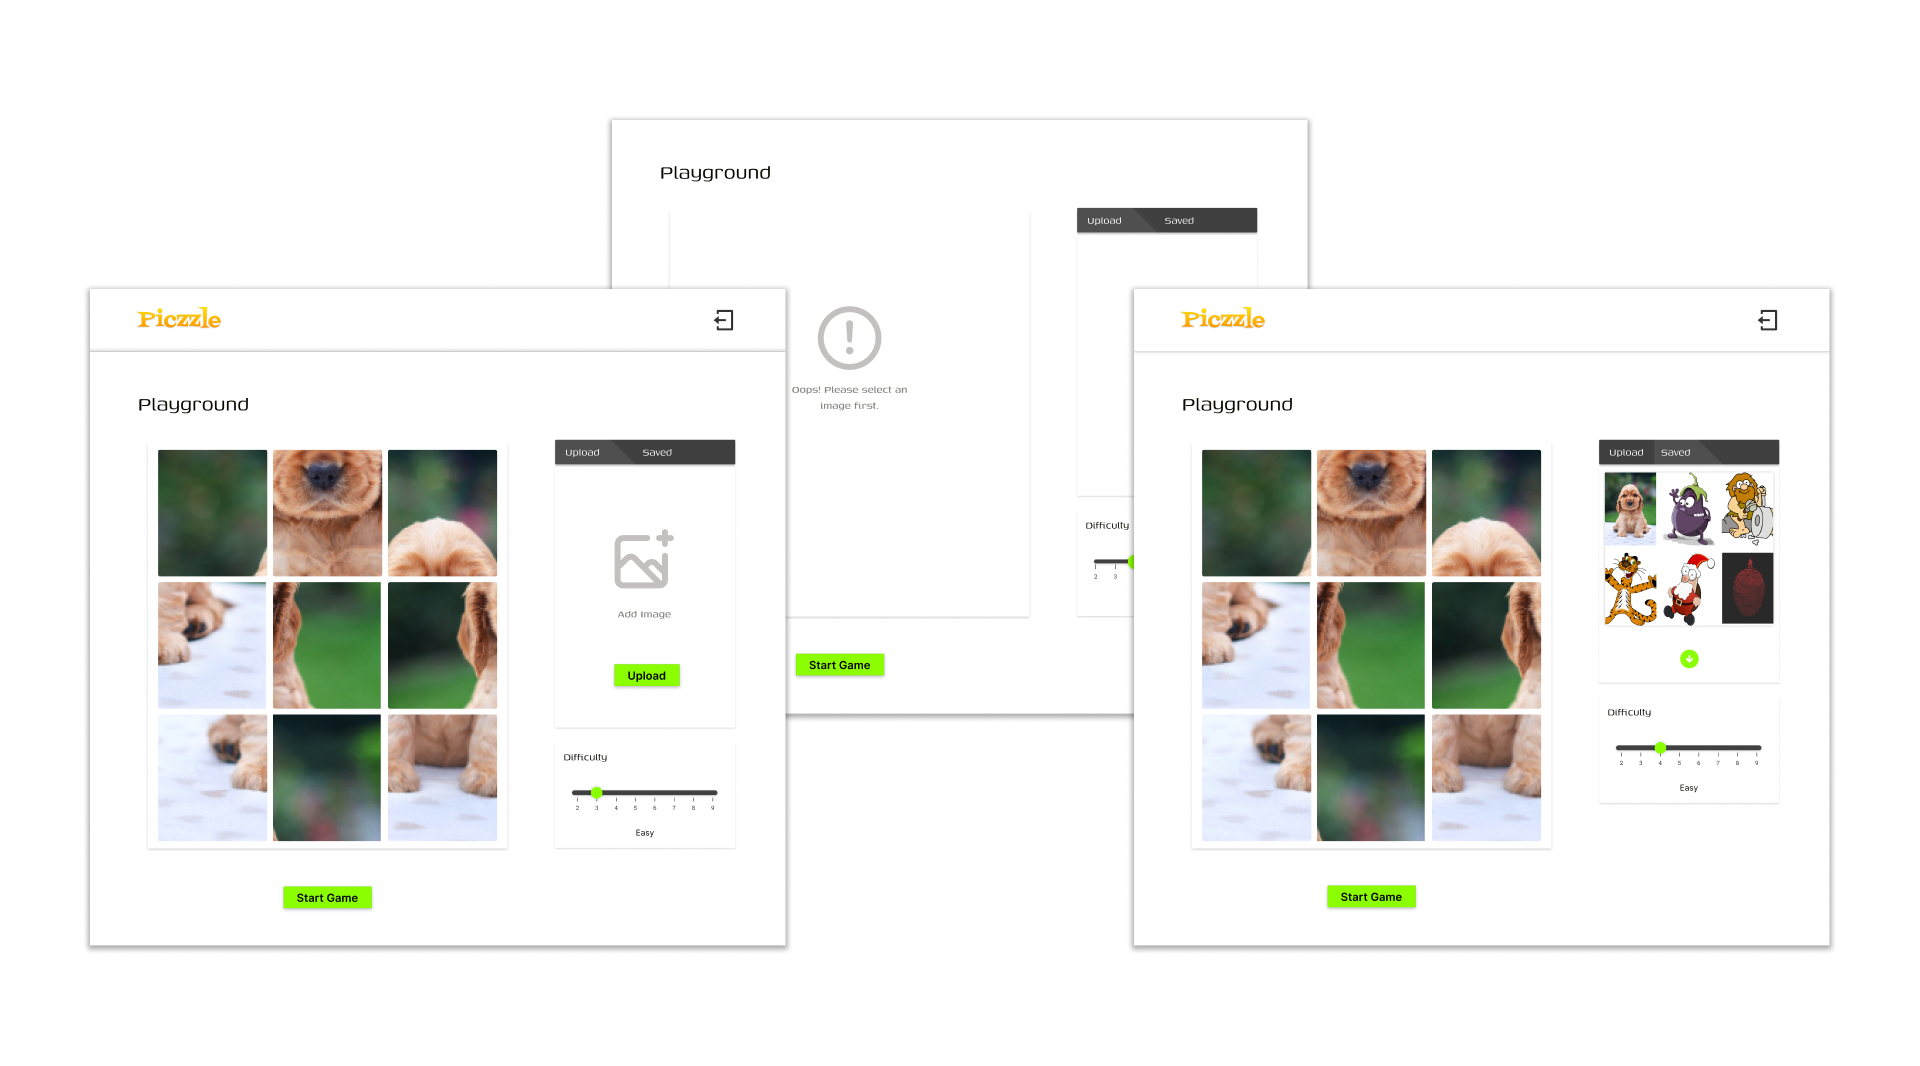 Playground
Upload
Saved
Oops! Please select an
image first.
Difficulty
2 3
Start Game
Piczzle
Playground
Upload
Saved
Add Image
Upload
Difficulty
2 3 4 5 6 7 8 9
Easy
Start Game
Piczzle
Playground
Upload
Saved
Difficulty
2 3 4 5 6 7 8 9
Easy
Start Game